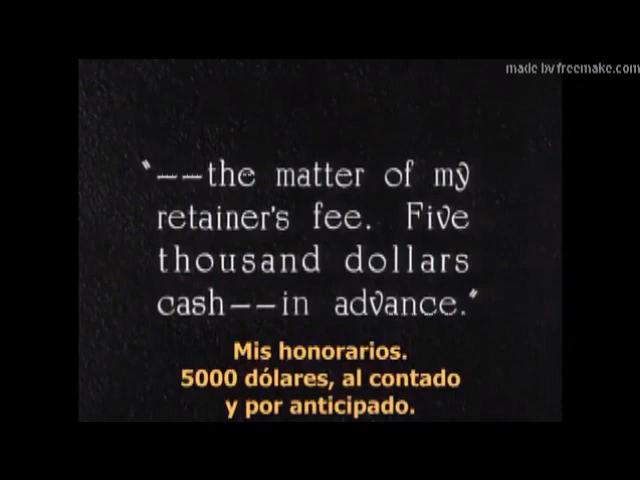 made by freemake.com
"——the matter of my
retainer's fee. Five
thousand dollars
cash——in advance."
Mis honorarios.
5000 dólares, al contado
y por anticipado.